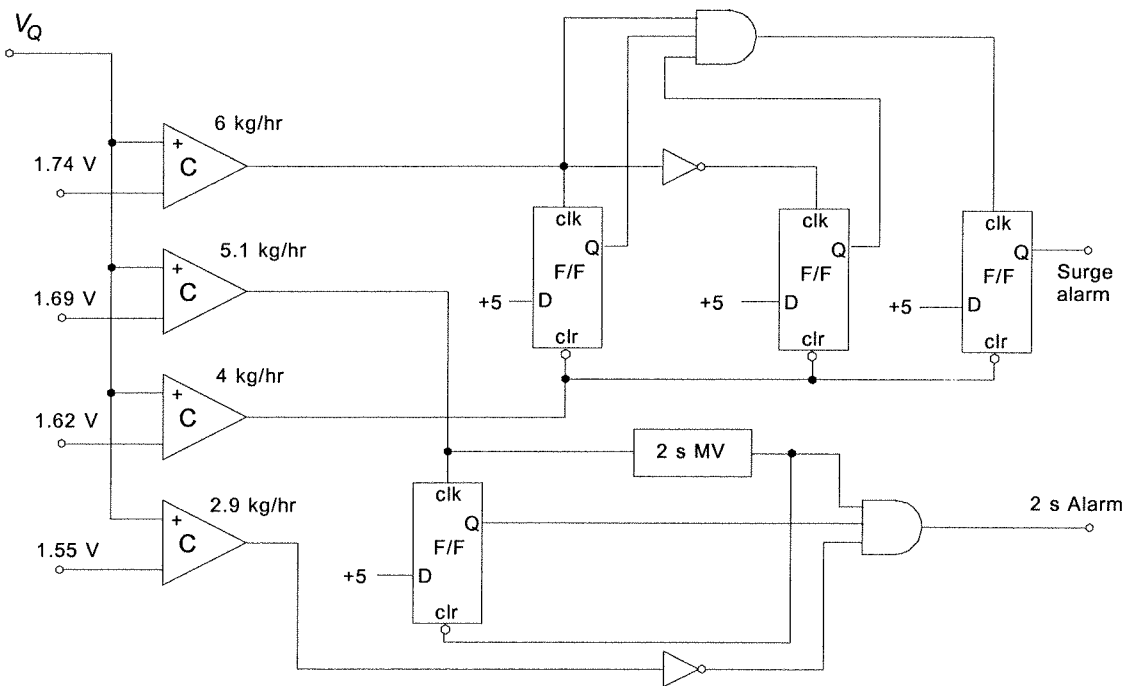 V_Q
6 kg/hr
+
C
1.74 V
clk
Q
F/F
+5
D
clr
clk
Q
F/F
+5
D
clr
clk
Q
F/F
+5
D
clr
Surge
alarm
5.1 kg/hr
+
C
1.69 V
4 kg/hr
+
C
1.62 V
2 s MV
2.9 kg/hr
+
C
1.55 V
clk
Q
F/F
+5
D
clr
2 s Alarm